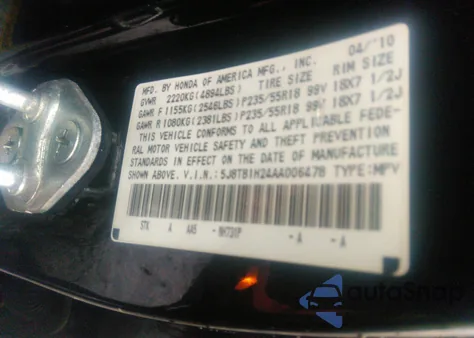 MFD. BY HONDA OF AMERICA MFG., INC. 04/'10
GVWR 2220KG(4894LBS) TIRE SIZE RIM SIZE
GAWR F1155KG(2546LBS)P235/55R18 99V 18X7 1/2J
GAWR R1080KG(2381LBS)P235/55R18 99V 18X7 1/2J
THIS VEHICLE CONFORMS TO ALL APPLICABLE FEDE-
RAL MOTOR VEHICLE SAFETY AND THEFT PREVENTION
STANDARDS IN EFFECT ON THE DATE OF MANUFACTURE
SHOWN ABOVE. V.I.N.:5J8TB1H24AA006478 TYPE:MPV
STK A AA5 - -A -A
autoSnap